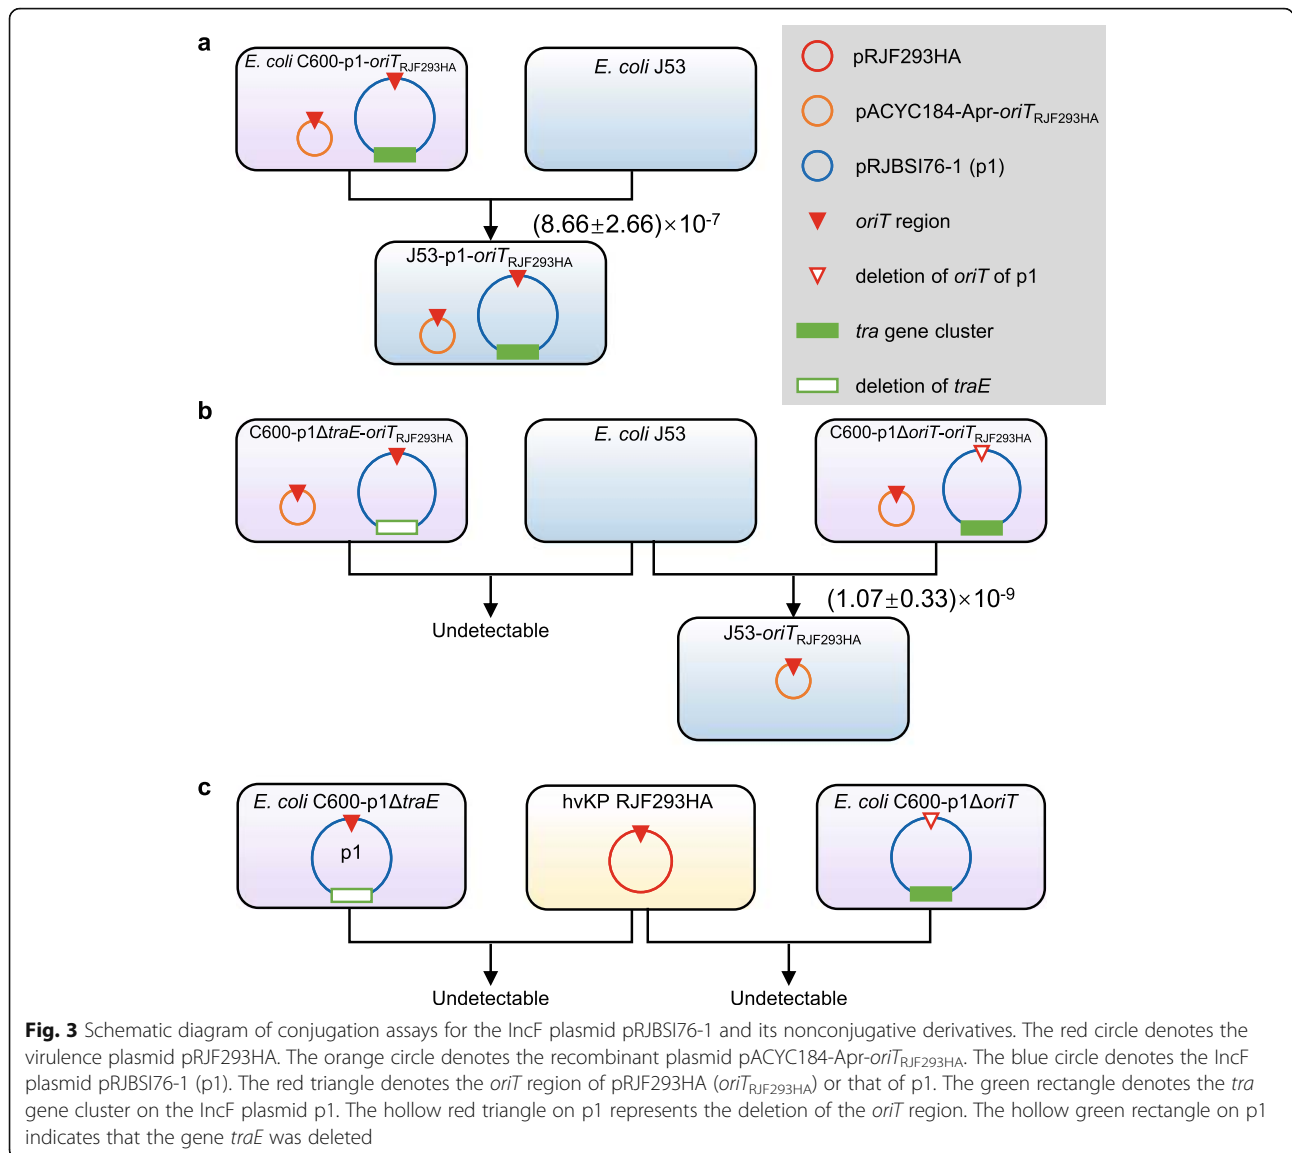 a
E. coli C600-p1-oriTRJF293HA
E. coli J53
(8.66±2.66)×10-7
J53-p1-oriTRJF293HA
pRJF293HA
pACYC184-Apr-oriTRJF293HA
pRJBSI76-1 (p1)
oriT region
deletion of oriT of p1
tra gene cluster
deletion of traE
b
C600-p1ΔtraE-oriTRJF293HA
E. coli J53
C600-p1ΔoriT-oriTRJF293HA
Undetectable
(1.07±0.33)×10-9
J53-oriTRJF293HA
c
E. coli C600-p1ΔtraE
p1
hvKP RJF293HA
E. coli C600-p1ΔoriT
Undetectable
Undetectable
Fig. 3 Schematic diagram of conjugation assays for the IncF plasmid pRJBSI76-1 and its nonconjugative derivatives. The red circle denotes the
virulence plasmid pRJF293HA. The orange circle denotes the recombinant plasmid pACYC184-Apr-oriTRJF293HA. The blue circle denotes the IncF
plasmid pRJBSI76-1 (p1). The red triangle denotes the oriT region of pRJF293HA (oriTRJF293HA) or that of p1. The green rectangle denotes the tra
gene cluster on the IncF plasmid p1. The hollow red triangle on p1 represents the deletion of the oriT region. The hollow green rectangle on p1
indicates that the gene traE was deleted